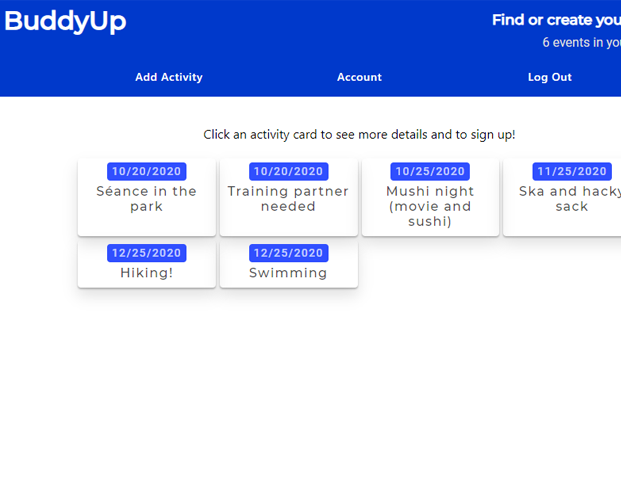 BuddyUp
Find or create you
6 events in you
Add Activity
Account
Log Out
Click an activity card to see more details and to sign up!
10/20/2020
Séance in the
park
10/20/2020
Training partner
needed
10/25/2020
Mushi night
(movie and
sushi)
11/25/2020
Ska and hacky
sack
12/25/2020
Hiking!
12/25/2020
Swimming